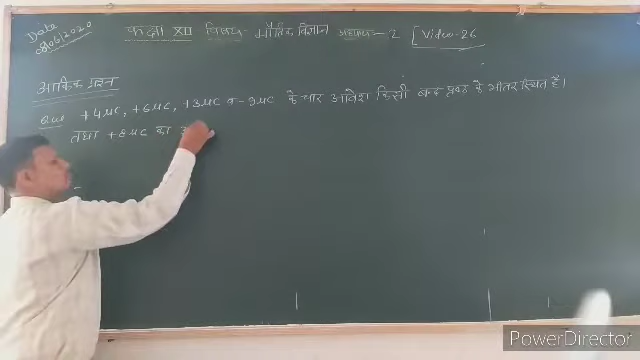 Date
08/06/2020
कक्षा XII विषय- भौतिक विज्ञान अध्याय- 2 [Video-26
आंकिक प्रश्न
Que +4μC, +6μC, +3μC व -9μC के चार आवेश किसी बन्द पृष्ठ के भीतर स्थित हैं।
तथा +8μC का
PowerDirector